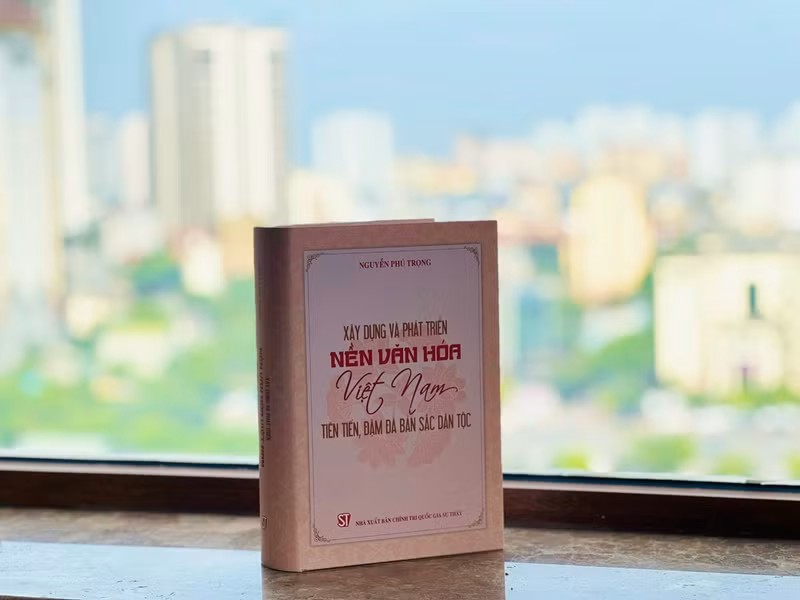 NGUYỄN PHÚ TRỌNG
XÂY DỰNG VÀ PHÁT TRIỂN
NỀN VĂN HÓA
Việt Nam
TIÊN TIẾN, ĐẬM ĐÀ BẢN SẮC DÂN TỘC
ST NHÀ XUẤT BẢN CHÍNH TRỊ QUỐC GIA SỰ THẬT